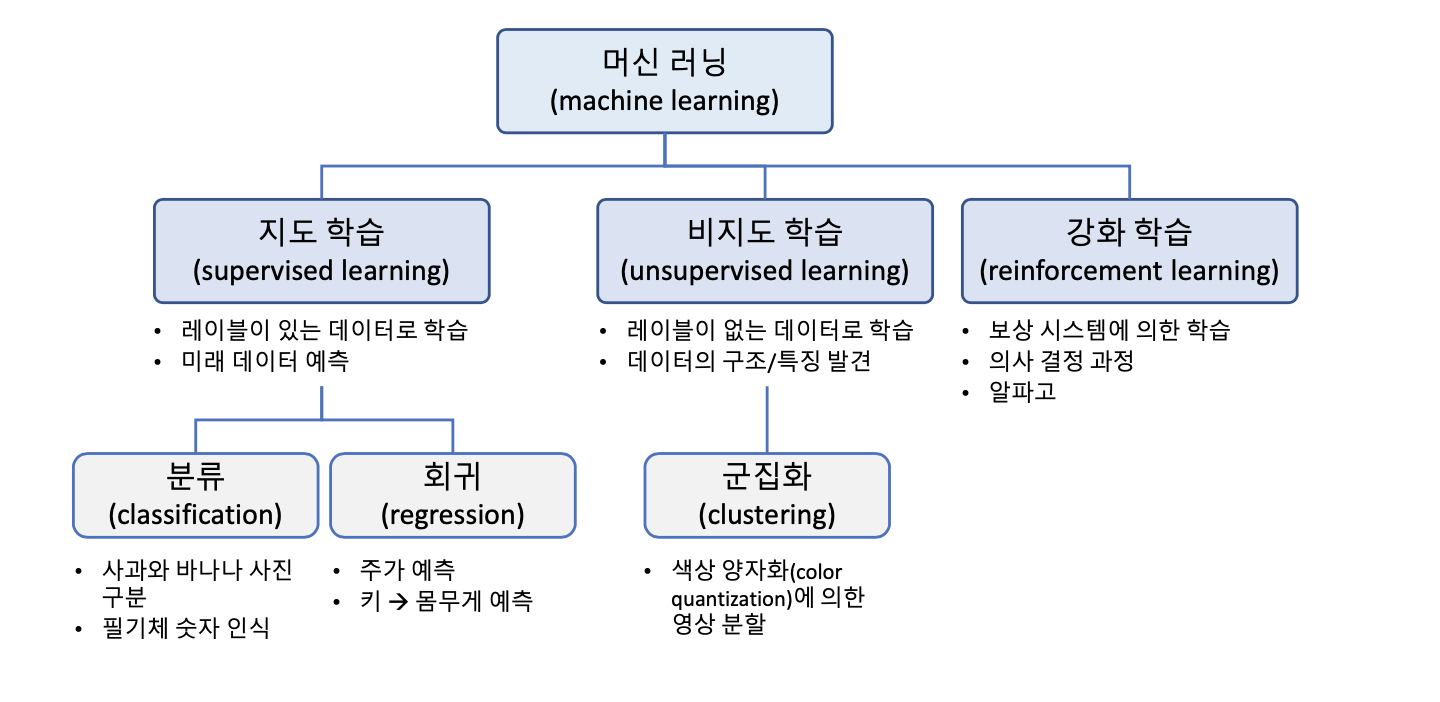 머신 러닝
(machine learning)
지도 학습
(supervised learning)
• 레이블이 있는 데이터로 학습
• 미래 데이터 예측
비지도 학습
(unsupervised learning)
• 레이블이 없는 데이터로 학습
• 데이터의 구조/특징 발견
강화 학습
(reinforcement learning)
• 보상 시스템에 의한 학습
• 의사 결정 과정
• 알파고
분류
(classification)
• 사과와 바나나 사진
구분
• 필기체 숫자 인식
회귀
(regression)
• 주가 예측
• 키 → 몸무게 예측
군집화
(clustering)
• 색상 양자화(color
quantization)에 의한
영상 분할